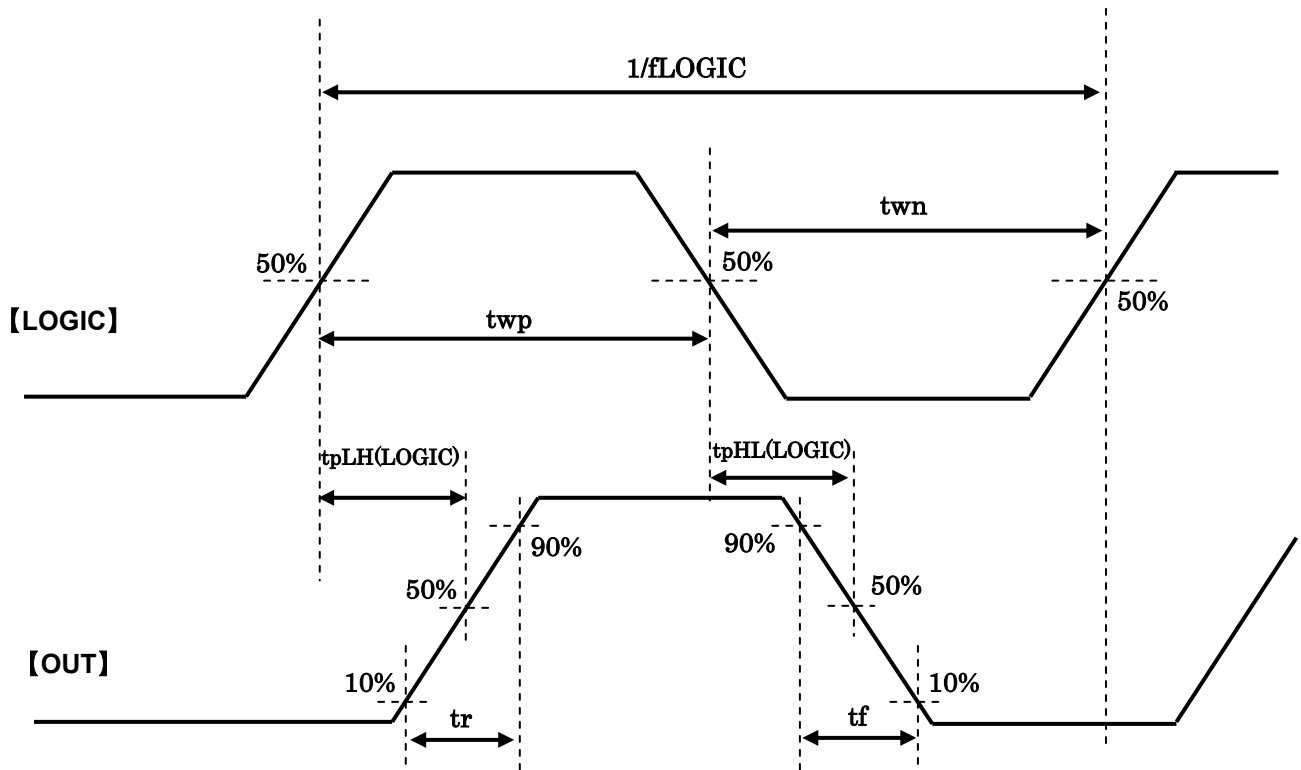 1/fLOGIC
twn
50%
50%
50%
【LOGIC】
twp
tpLH(LOGIC)
tpHL(LOGIC)
90%
90%
50%
50%
【OUT】
10%
10%
tr
tf